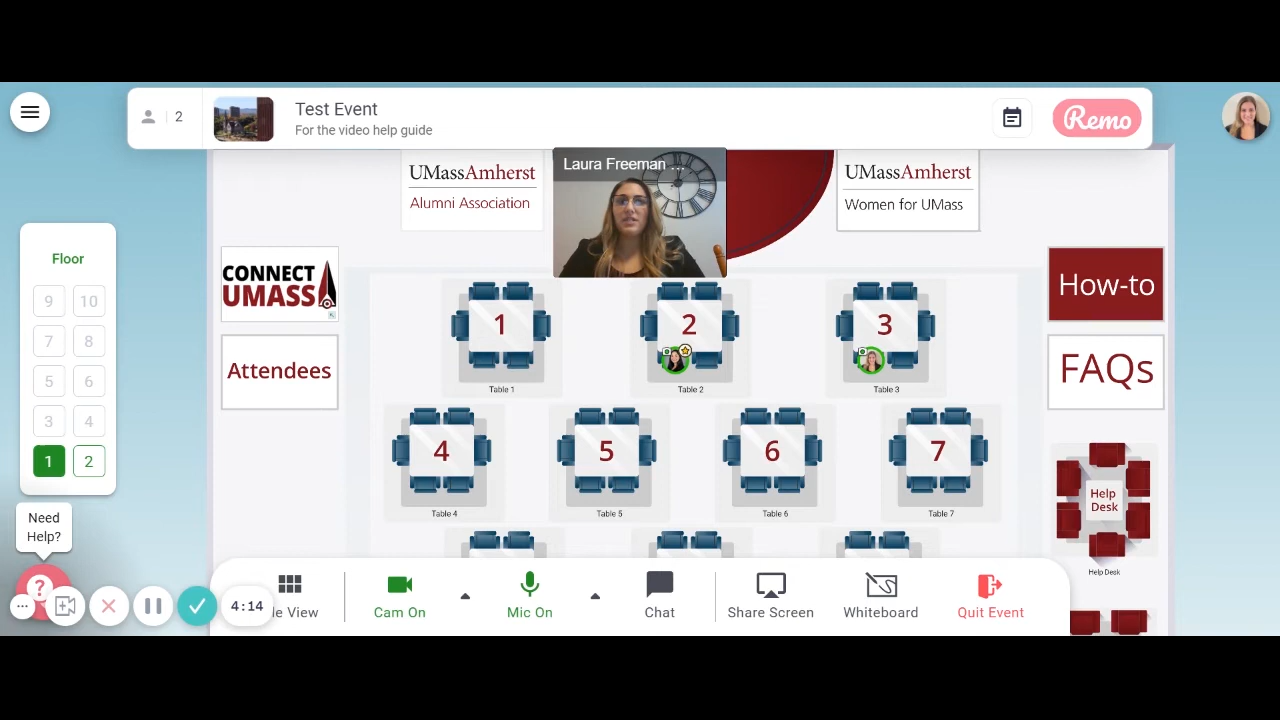 2
Test Event
For the video help guide
Remo
UMassAmherst
Alumni Association
Laura Freeman ...
UMassAmherst
Women for UMass
CONNECT
UMASS
Attendees
How-to
FAQs
Floor
9 10
7 8
5 6
3 4
1 2
1
Table 1
2
Table 2
3
Table 3
4
Table 4
5
Table 5
6
Table 6
7
Table 7
Help
Desk
Help Desk
Need
Help?
?
4:14
View
Cam On
Mic On
Chat
Share Screen
Whiteboard
Quit Event